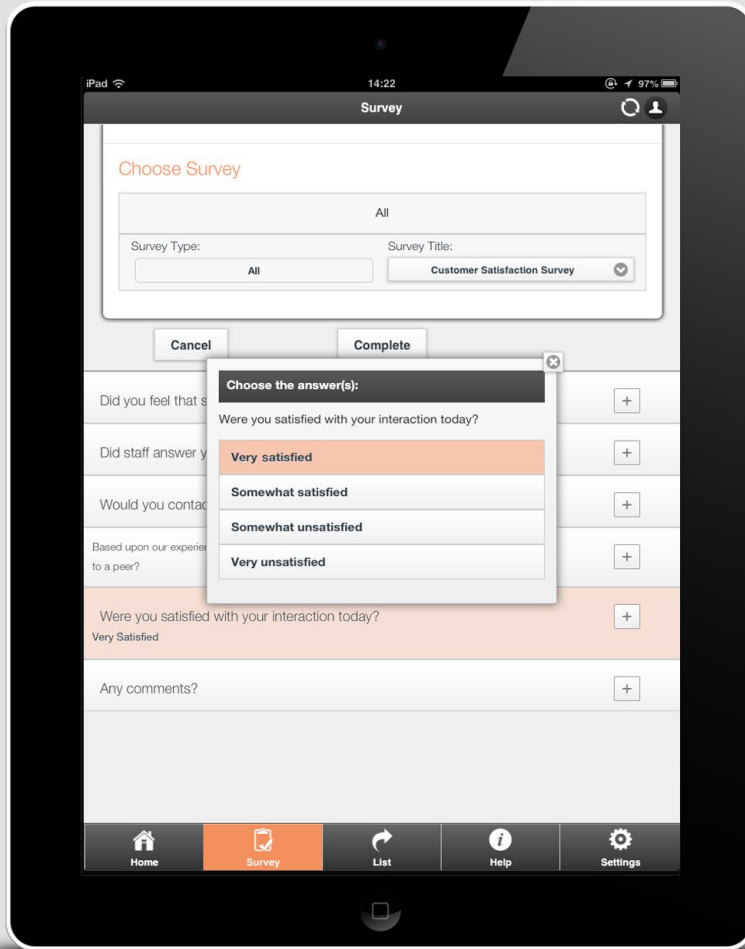 iPad 14:22 97%
Survey
Choose Survey
All
Survey Type: Survey Title:
All Customer Satisfaction Survey
Cancel Complete
Choose the answer(s):
Were you satisfied with your interaction today?
Very satisfied
Somewhat satisfied
Somewhat unsatisfied
Very unsatisfied
Did you feel that s
Did staff answer y
Would you contac
Based upon our experien
to a peer?
Were you satisfied with your interaction today?
Very Satisfied
Any comments?
Home Survey List Help Settings